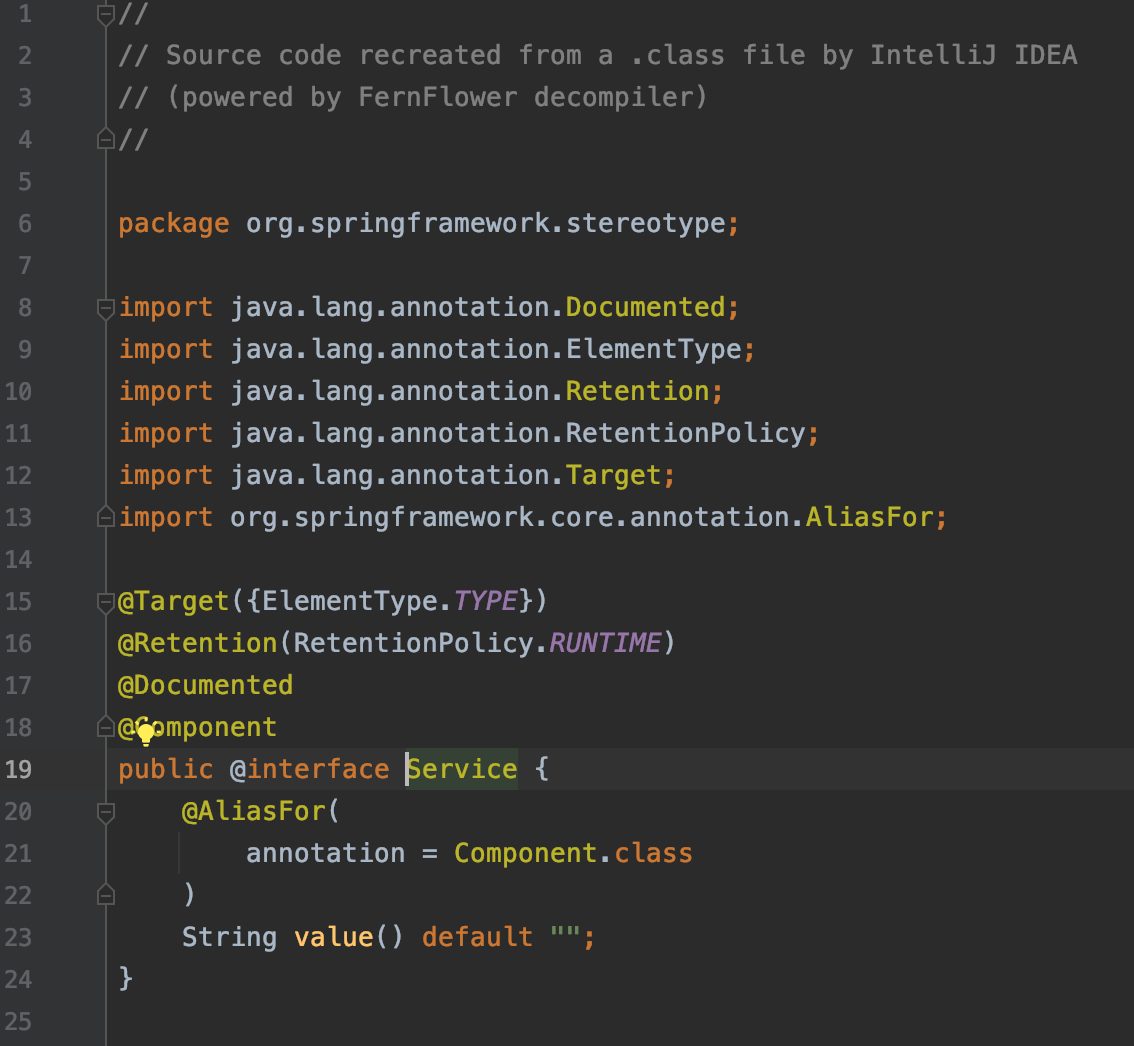 1 //
2 // Source code recreated from a .class file by IntelliJ IDEA
3 // (powered by FernFlower decompiler)
4 //
5
6 package org.springframework.stereotype;
7
8 import java.lang.annotation.Documented;
9 import java.lang.annotation.ElementType;
10 import java.lang.annotation.Retention;
11 import java.lang.annotation.RetentionPolicy;
12 import java.lang.annotation.Target;
13 import org.springframework.core.annotation.AliasFor;
14
15 @Target({ElementType.TYPE})
16 @Retention(RetentionPolicy.RUNTIME)
17 @Documented
18 @Component
19 public @interface Service {
20     @AliasFor(
21         annotation = Component.class
22     )
23     String value() default "";
24 }
25